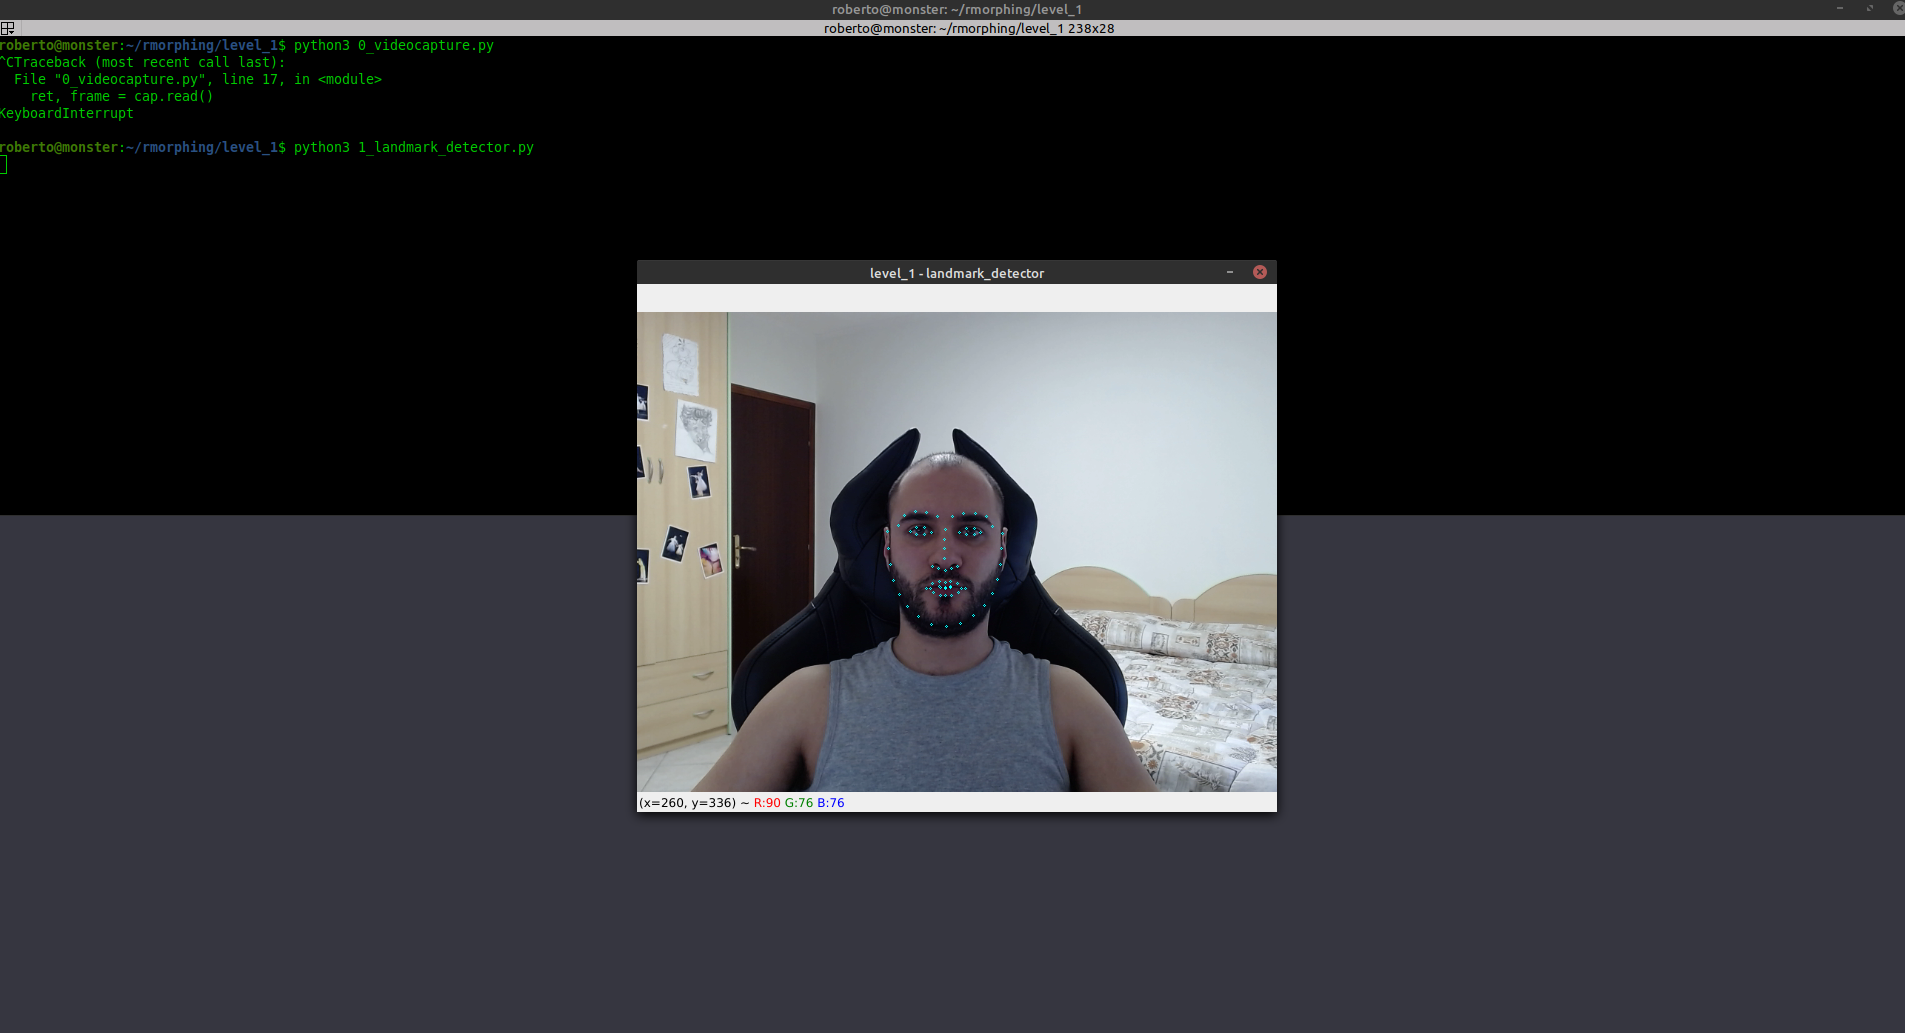 roberto@monster: ~/rmorphing/level_1
roberto@monster: ~/rmorphing/level_1 238x28
roberto@monster:~/rmorphing/level_1$ python3 0_videocapture.py
^CTraceback (most recent call last):
  File "0_videocapture.py", line 17, in <module>
    ret, frame = cap.read()
KeyboardInterrupt
roberto@monster:~/rmorphing/level_1$ python3 1_landmark_detector.py
level_1 - landmark_detector
(x=260, y=336) ~ R:90 G:76 B:76